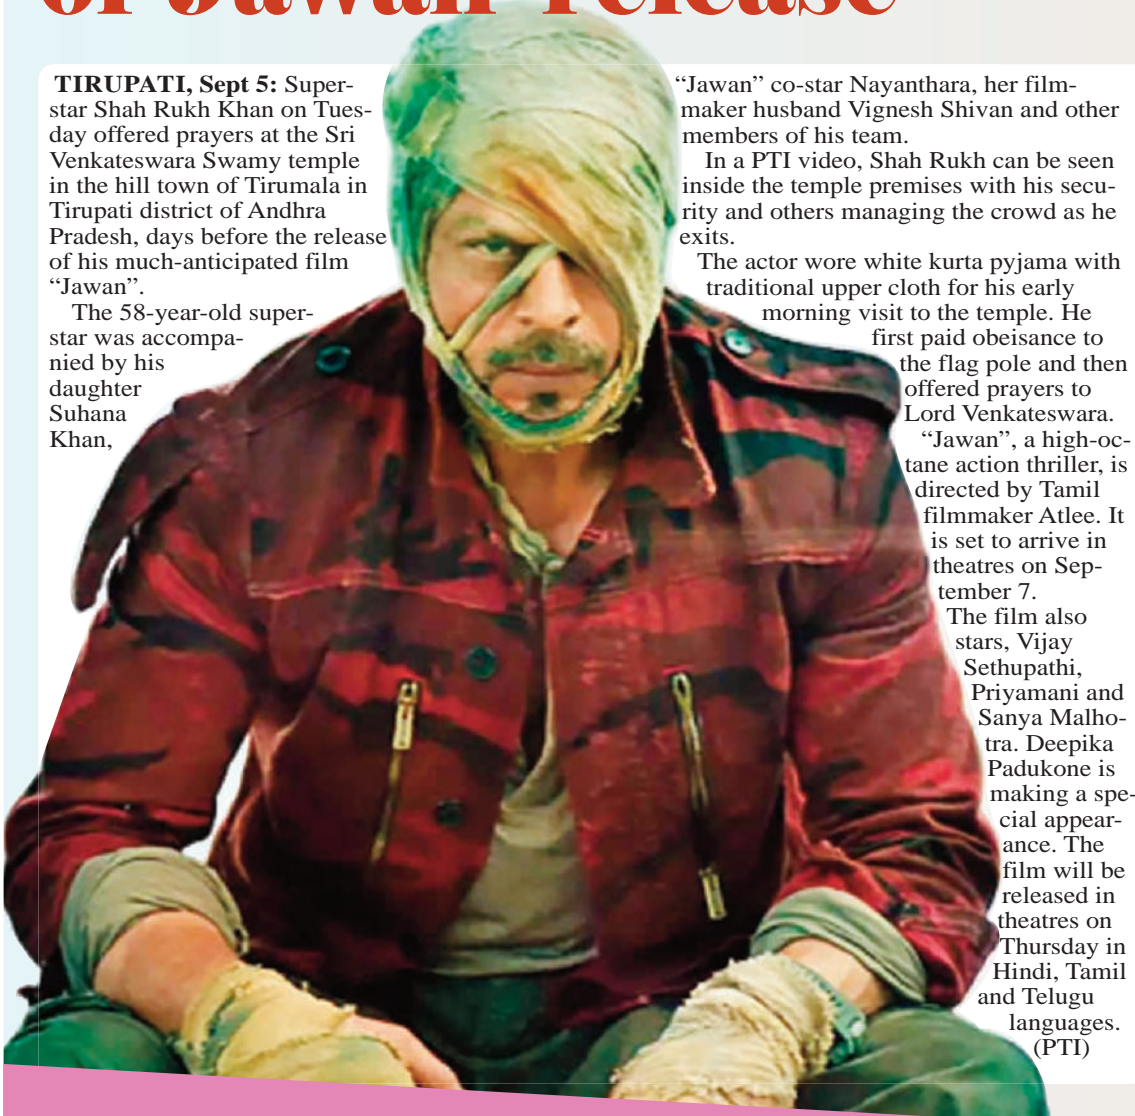 of Jawan release
TIRUPATI, Sept 5: Super-
star Shah Rukh Khan on Tues-
day offered prayers at the Sri
Venkateswara Swamy temple
in the hill town of Tirumala in
Tirupati district of Andhra
Pradesh, days before the release
of his much-anticipated film
“Jawan”.
The 58-year-old super-
star was accompa-
nied by his
daughter
Suhana
Khan,
“Jawan” co-star Nayanthara, her film-
maker husband Vignesh Shivan and other
members of his team.
In a PTI video, Shah Rukh can be seen
inside the temple premises with his secu-
rity and others managing the crowd as he
exits.
The actor wore white kurta pyjama with
traditional upper cloth for his early
morning visit to the temple. He
first paid obeisance to
the flag pole and then
offered prayers to
Lord Venkateswara.
“Jawan”, a high-oc-
tane action thriller, is
directed by Tamil
filmmaker Atlee. It
is set to arrive in
theatres on Sep-
tember 7.
The film also
stars, Vijay
Sethupathi,
Priyamani and
Sanya Malho-
tra. Deepika
Padukone is
making a spe-
cial appear-
ance. The
film will be
released in
theatres on
Thursday in
Hindi, Tamil
and Telugu
languages.
(PTI)